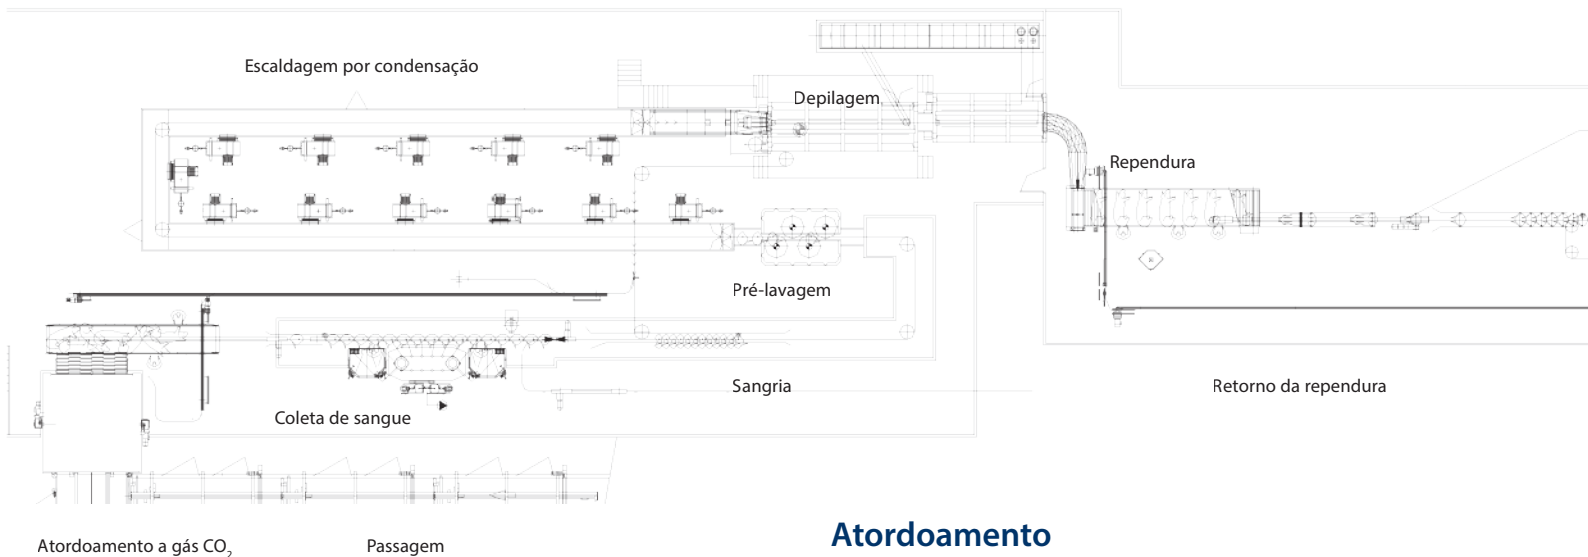 Escaldagem por condensação
Depilagem
Rependura
Pré-lavagem
Sangria
Retorno da rependura
Coleta de sangue
Atordoamento
Atordoamento a gás CO₂
Passagem